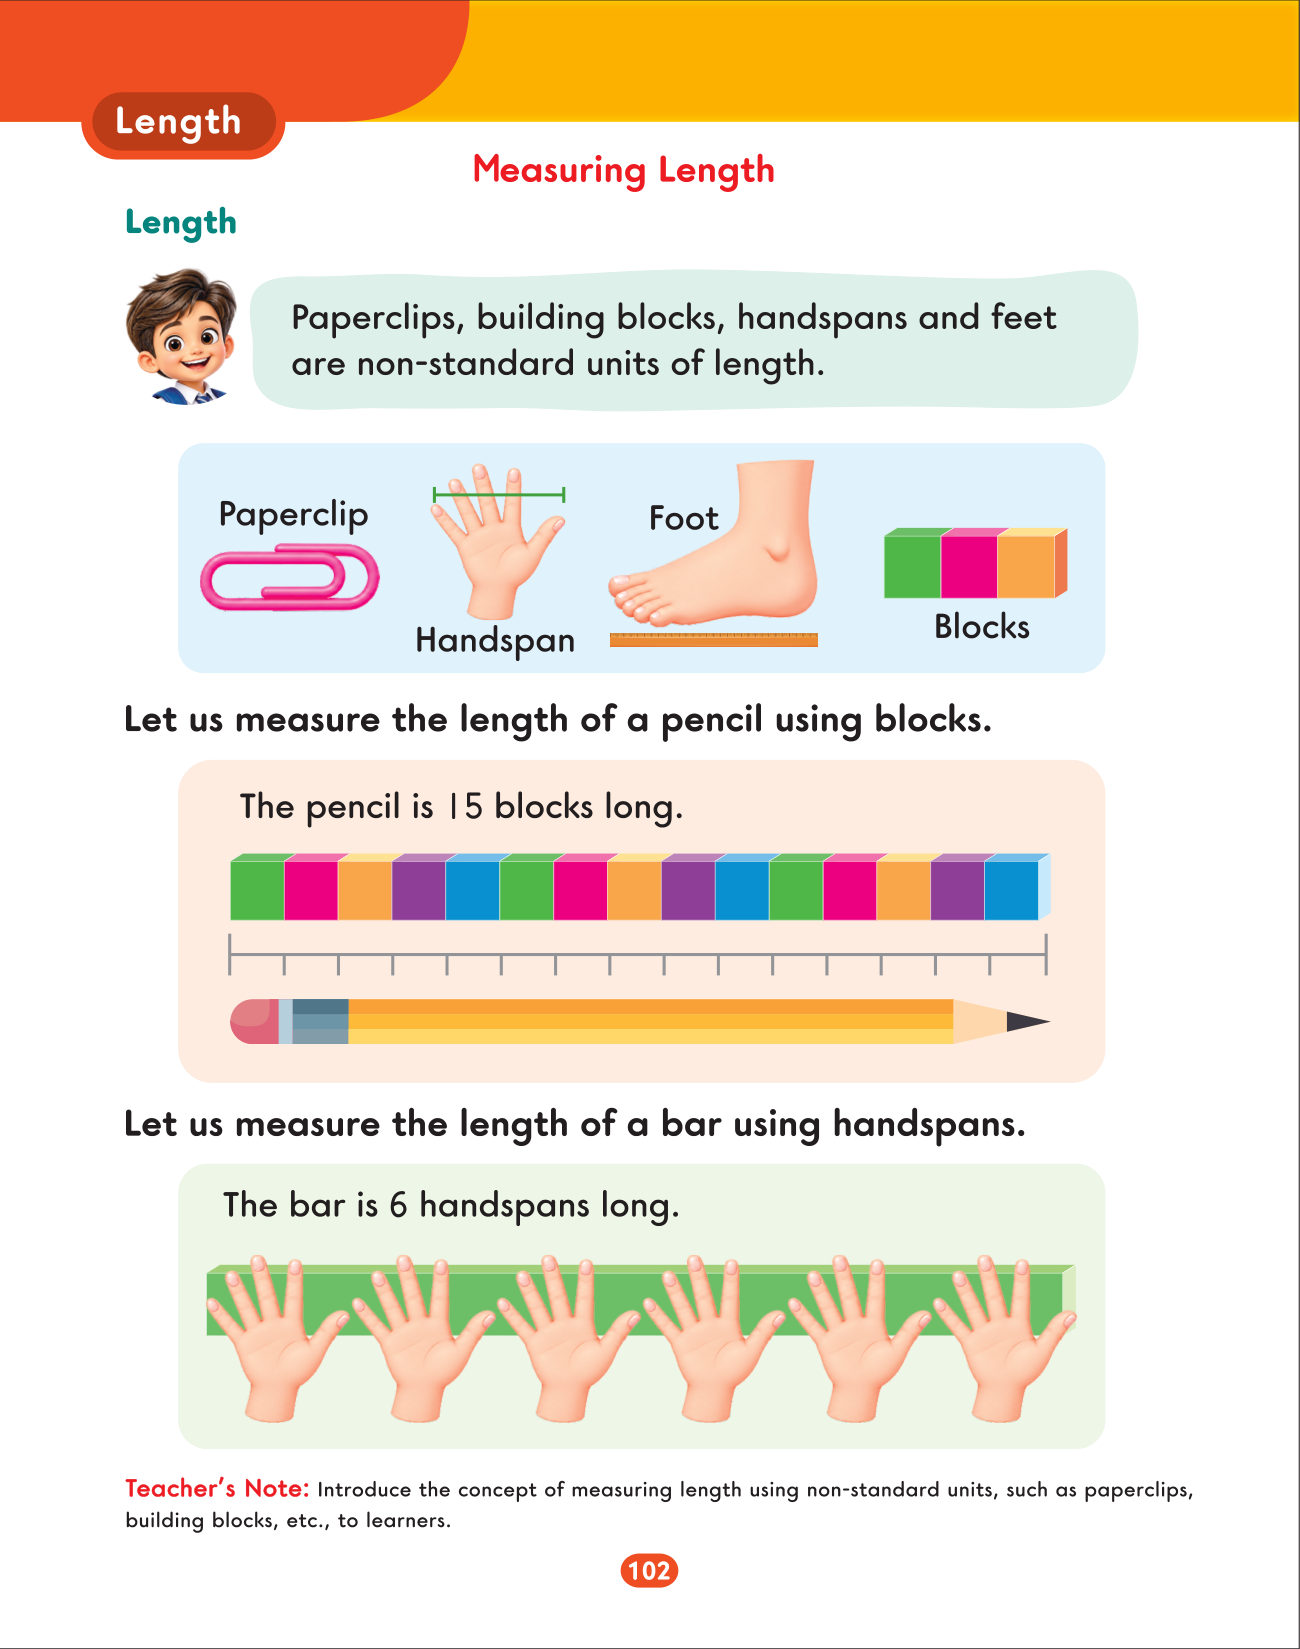 Length
Measuring Length
Length
Paperclips, building blocks, handspans and feet
are non-standard units of length.
Paperclip
Handspan
Foot
Blocks
Let us measure the length of a pencil using blocks.
The pencil is 15 blocks long.
Let us measure the length of a bar using handspans.
The bar is 6 handspans long.
Teacher's Note: Introduce the concept of measuring length using non-standard units, such as paperclips,
building blocks, etc., to learners.
102